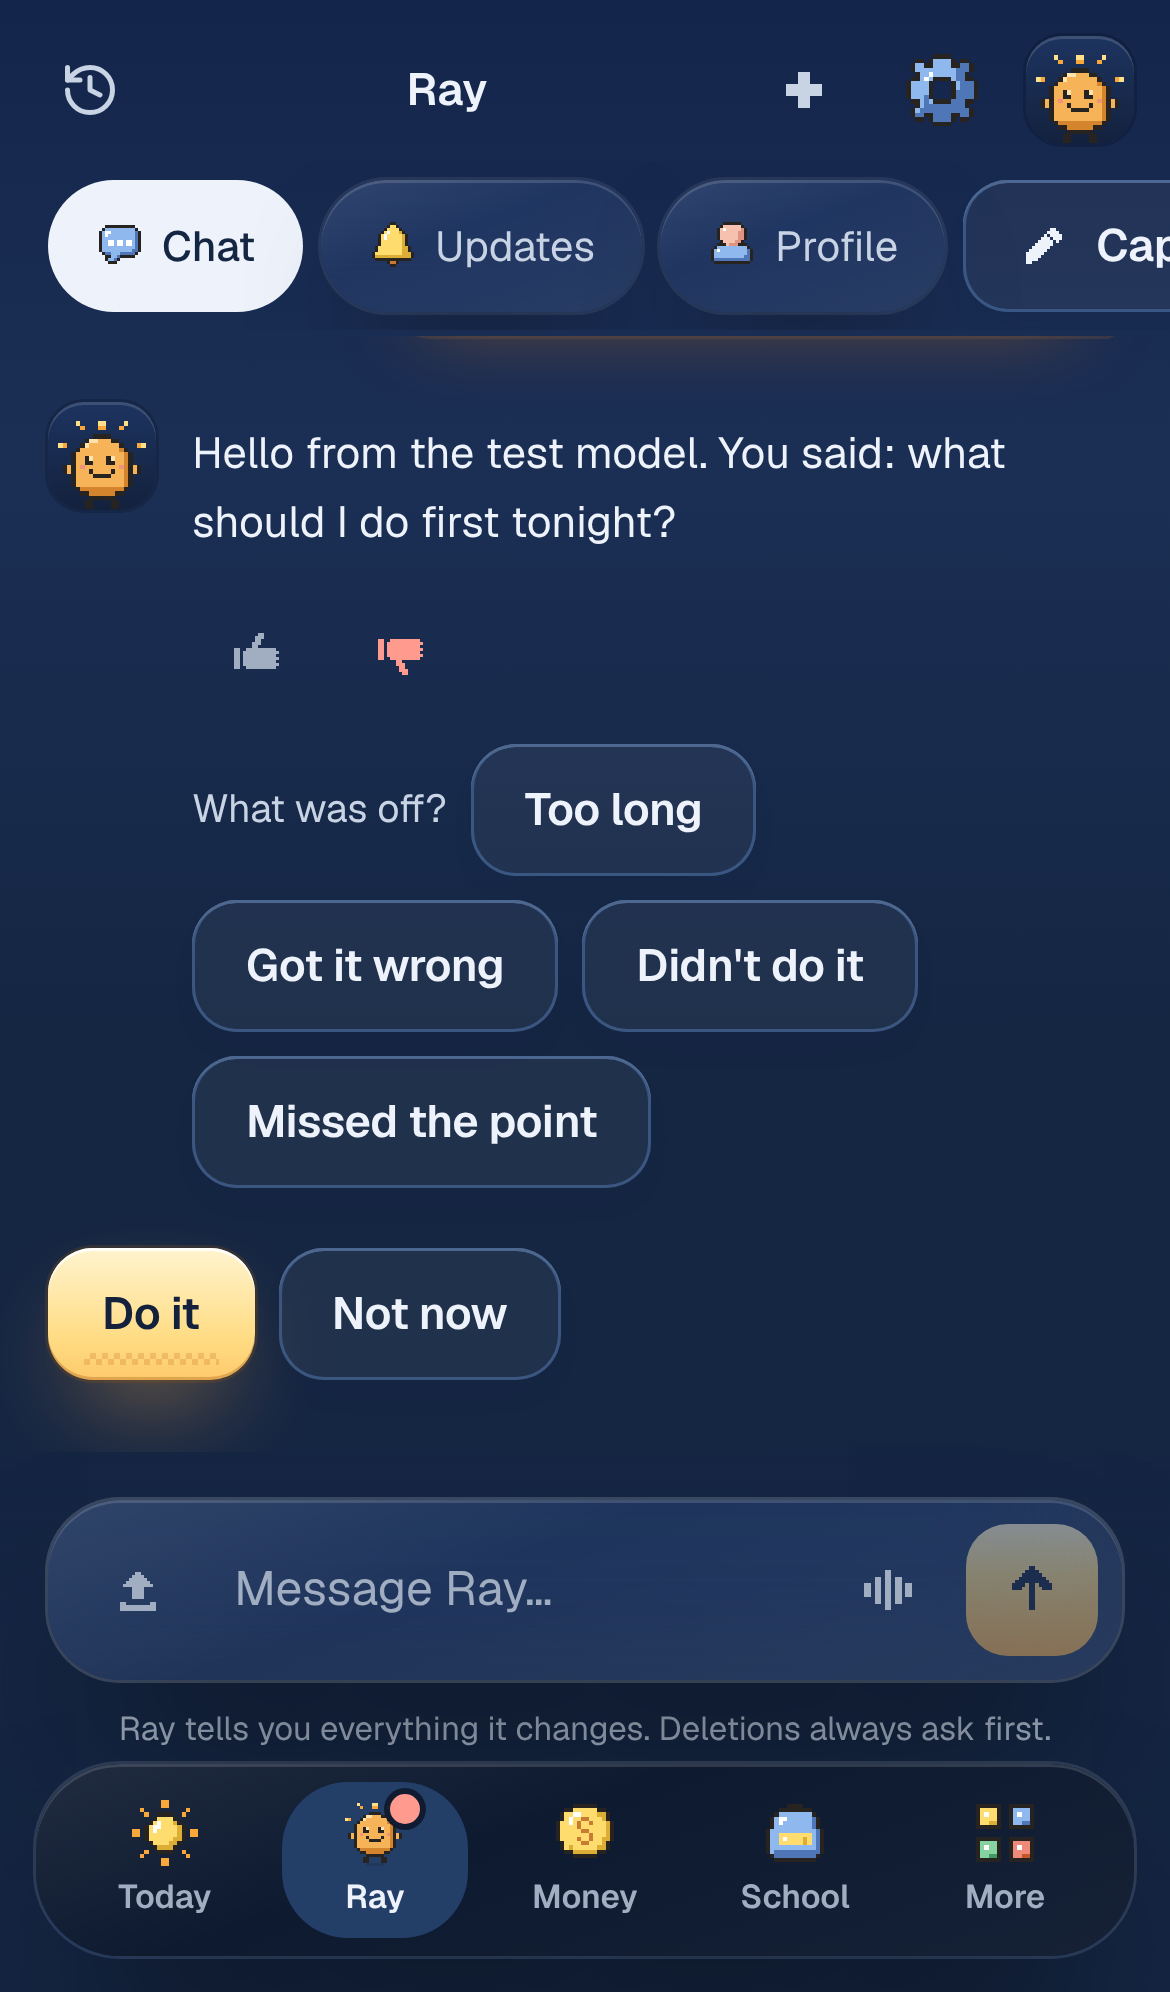 Ray
Chat
Updates
Profile
Cap
Hello from the test model. You said: what
should I do first tonight?
What was off?
Too long
Got it wrong
Didn't do it
Missed the point
Do it
Not now
Message Ray...
Ray tells you everything it changes. Deletions always ask first.
Today
Ray
Money
School
More